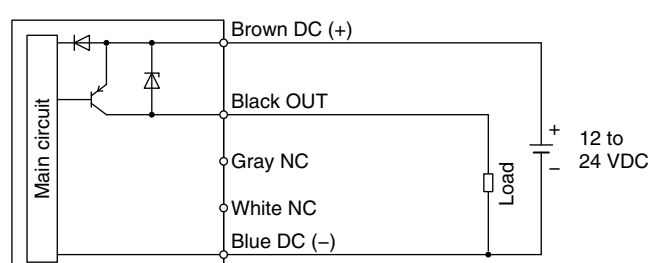 Brown DC (+)
Main circuit
Black OUT
Gray NC
White NC
Blue DC (−)
Load
+
−
12 to
24 VDC